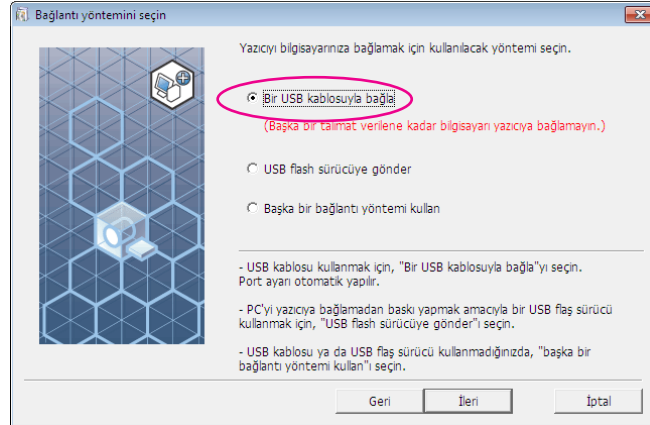 Bağlantı yöntemini seçin
Yazıcıyı bilgisayarınıza bağlamak için kullanılacak yöntemi seçin.
Bir USB kablosuyla bağla
(Başka bir talimat verilene kadar bilgisayarı yazıcıya bağlamayın.)
USB flash sürücüye gönder
Başka bir bağlantı yöntemi kullan
- USB kablosu kullanmak için, "Bir USB kablosuyla bağla"yı seçin.
Port ayarı otomatik yapılır.
- PC'yi yazıcıya bağlamadan baskı yapmak amacıyla bir USB flaş sürücü
kullanmak için, "USB flash sürücüye gönder"i seçin.
- USB kablosu ya da USB flaş sürücü kullanmadığınızda, "başka bir
bağlantı yöntemi kullan"ı seçin.
Geri İleri İptal